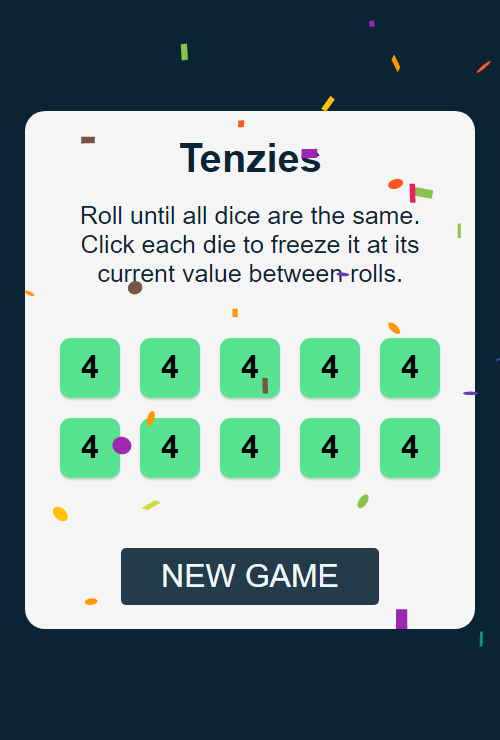 Tenzies
Roll until all dice are the same.
Click each die to freeze it at its
current value between rolls.
4 4 4 4 4
4 4 4 4 4
NEW GAME